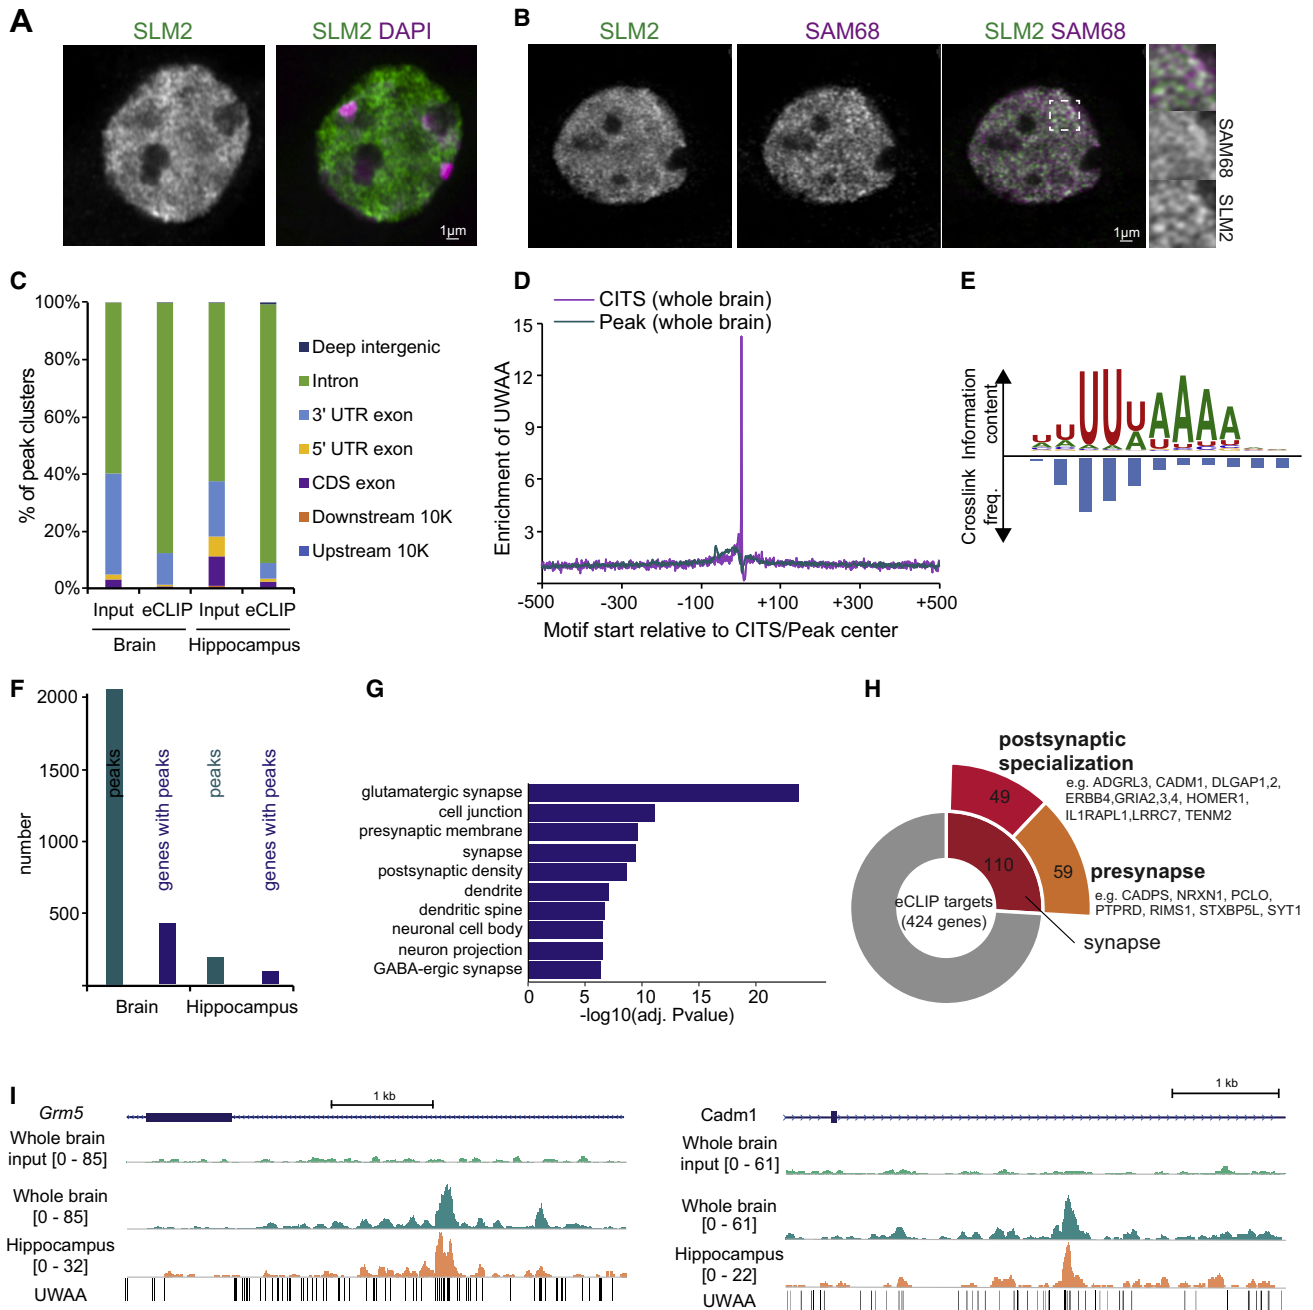 A
SLM2
SLM2 DAPI
1µm
B
SLM2
SAM68
SLM2 SAM68
1µm
SAM68
SLM2
C
% of peak clusters
100%
80%
60%
40%
20%
0%
Input eCLIP Input eCLIP
Brain Hippocampus
Deep intergenic
Intron
3' UTR exon
5' UTR exon
CDS exon
Downstream 10K
Upstream 10K
D
CITS (whole brain)
Peak (whole brain)
Enrichment of UWAA
15
12
9
6
3
-500 -300 -100 +100 +300 +500
Motif start relative to CITS/Peak center
E
Information content
Crosslink freq.
UUUUUAAAA
F
number
2000
1500
1000
500
peaks
genes with peaks
peaks
genes with peaks
Brain Hippocampus
G
glutamatergic synapse
cell junction
presynaptic membrane
synapse
postsynaptic density
dendrite
dendritic spine
neuronal cell body
neuron projection
GABA-ergic synapse
0 5 10 15 20
-log10(adj. Pvalue)
H
postsynaptic
specialization
e.g. ADGRL3, CADM1, DLGAP1,2,
ERBB4,GRIA2,3,4, HOMER1,
IL1RAPL1,LRRC7, TENM2
49
110
59
presynapse
e.g. CADPS, NRXN1, PCLO,
PTPRD, RIMS1, STXBP5L, SYT1
eCLIP targets
(424 genes)
synapse
I
1 kb
Grm5
Whole brain
input [0 - 85]
Whole brain
[0 - 85]
Hippocampus
[0 - 32]
UWAA
1 kb
Cadm1
Whole brain
input [0 - 61]
Whole brain
[0 - 61]
Hippocampus
[0 - 22]
UWAA